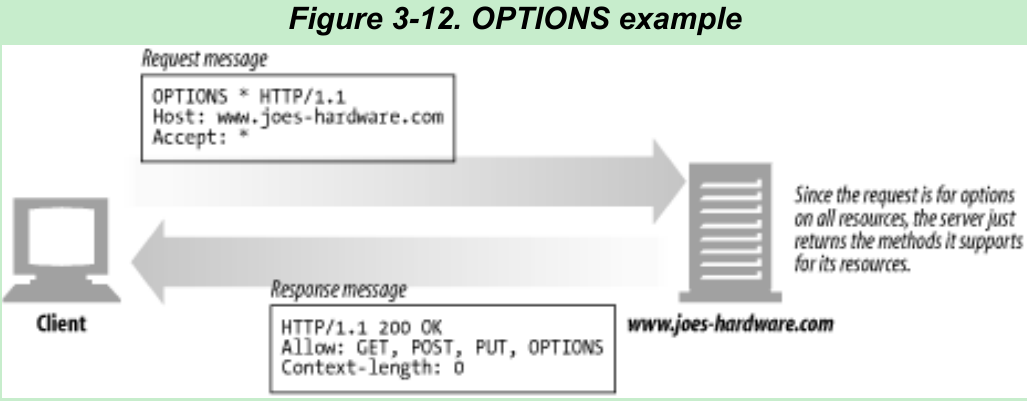 Figure 3-12. OPTIONS example
Request message
OPTIONS * HTTP/1.1
Host: www.joes-hardware.com
Accept: *
Since the request is for options
on all resources, the server just
returns the methods it supports
for its resources.
Client
www.joes-hardware.com
Response message
HTTP/1.1 200 OK
Allow: GET, POST, PUT, OPTIONS
Context-length: 0